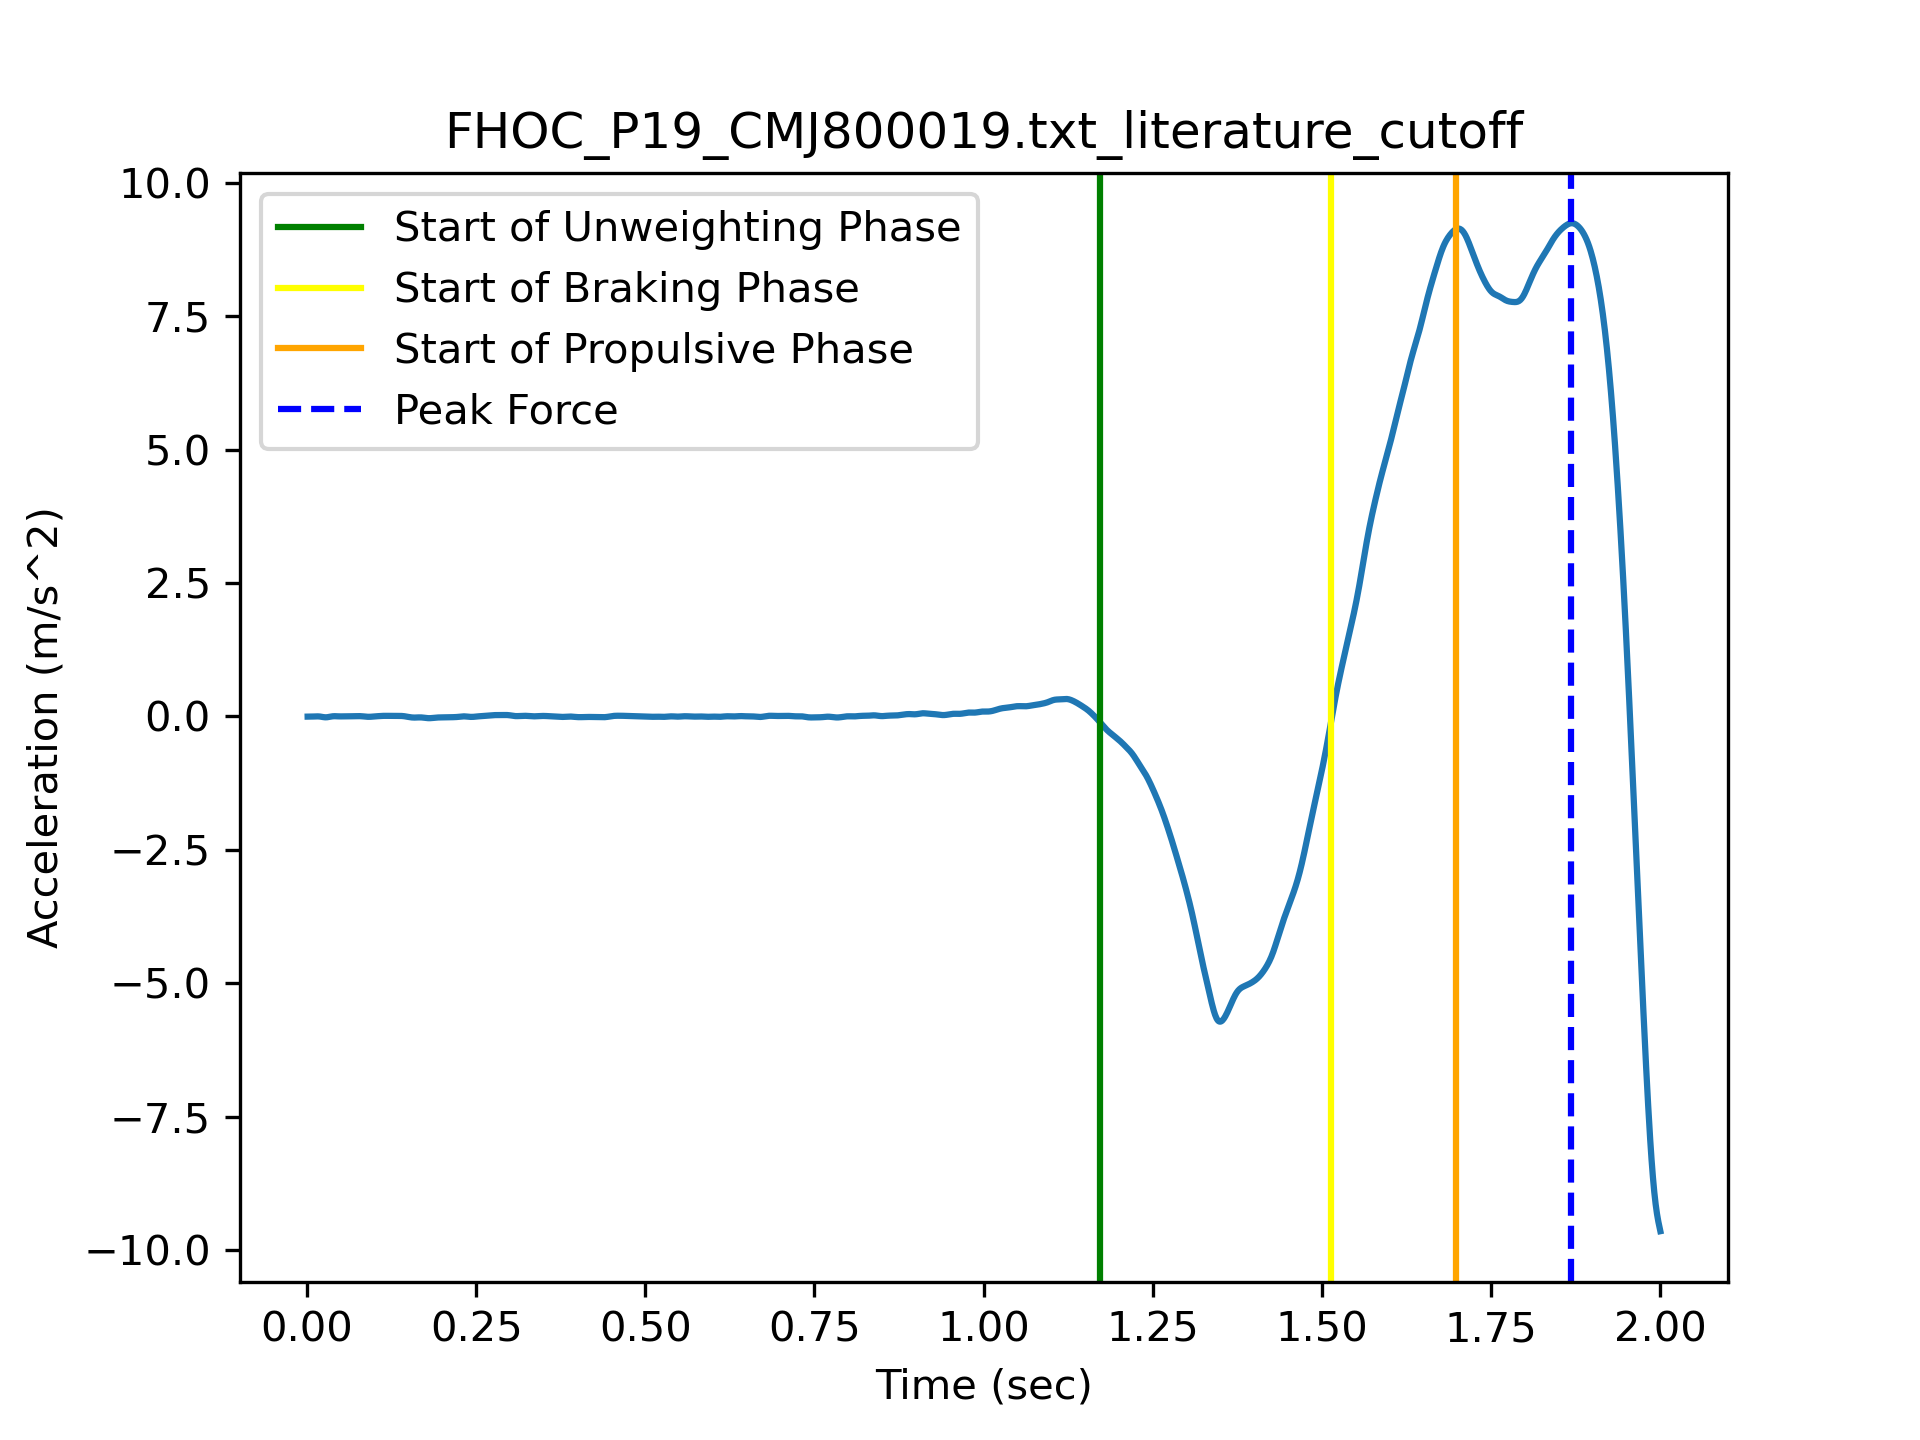 FHOC_P19_CMJ800019.txt_literature_cutoff
Start of Unweighting Phase
Start of Braking Phase
Start of Propulsive Phase
Peak Force
Acceleration (m/s^2)
10.0
7.5
5.0
2.5
0.0
−2.5
−5.0
−7.5
−10.0
0.00 0.25 0.50 0.75 1.00 1.25 1.50 1.75 2.00
Time (sec)